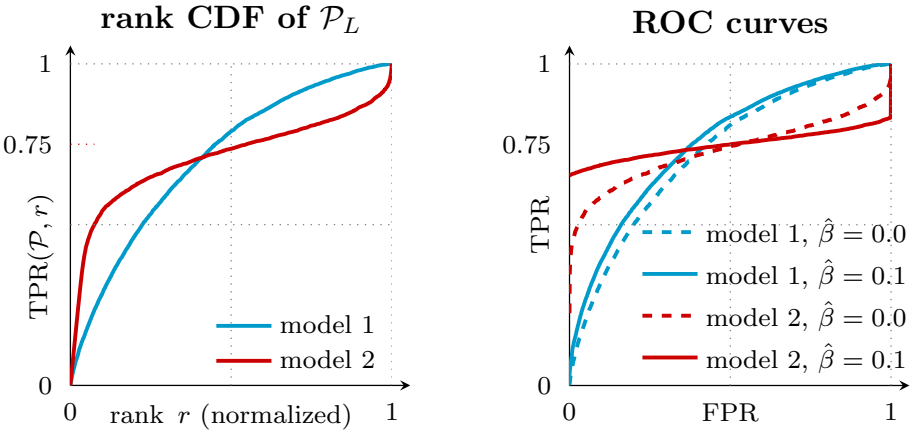 rank CDF of 𝒫_L
1
0.75
0
TPR(𝒫, r)
model 1
model 2
0
rank r (normalized)
1
ROC curves
1
0.75
0
TPR
model 1, β̂ = 0.0
model 1, β̂ = 0.1
model 2, β̂ = 0.0
model 2, β̂ = 0.1
0
FPR
1